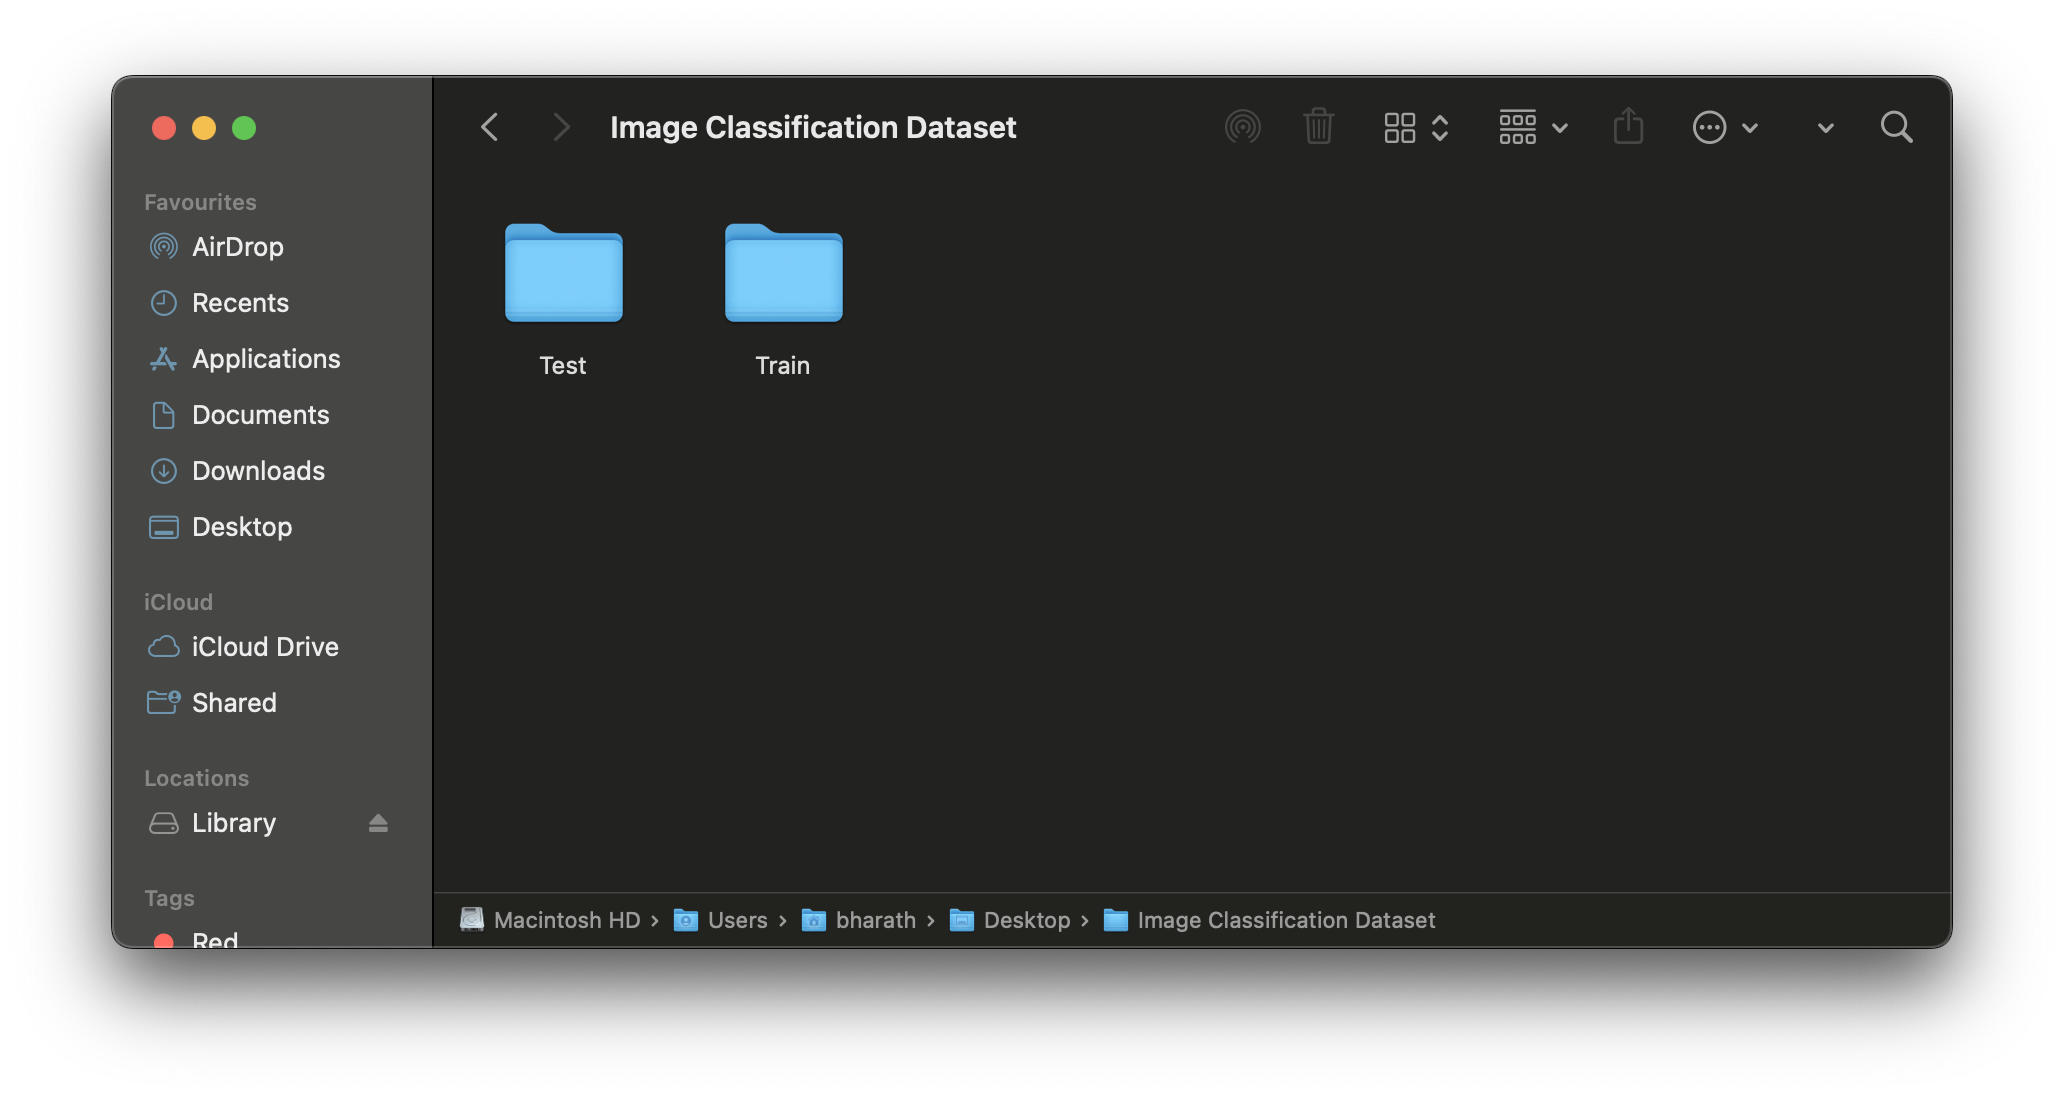 Image Classification Dataset
Favourites
AirDrop
Recents
Applications
Documents
Downloads
Desktop
iCloud
iCloud Drive
Shared
Locations
Library
Tags
Red
Test
Train
Macintosh HD › Users › bharath › Desktop › Image Classification Dataset